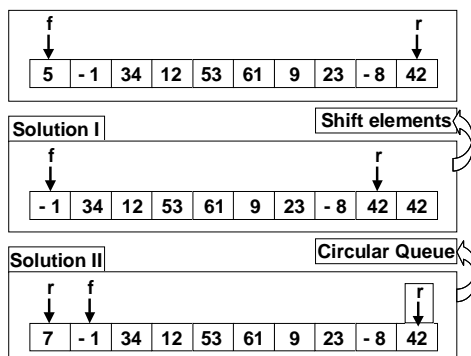 f r
5 - 1 34 12 53 61 9 23 - 8 42
Solution I Shift elements
f r
- 1 34 12 53 61 9 23 - 8 42 42
Solution II Circular Queue
r f r
7 - 1 34 12 53 61 9 23 - 8 42